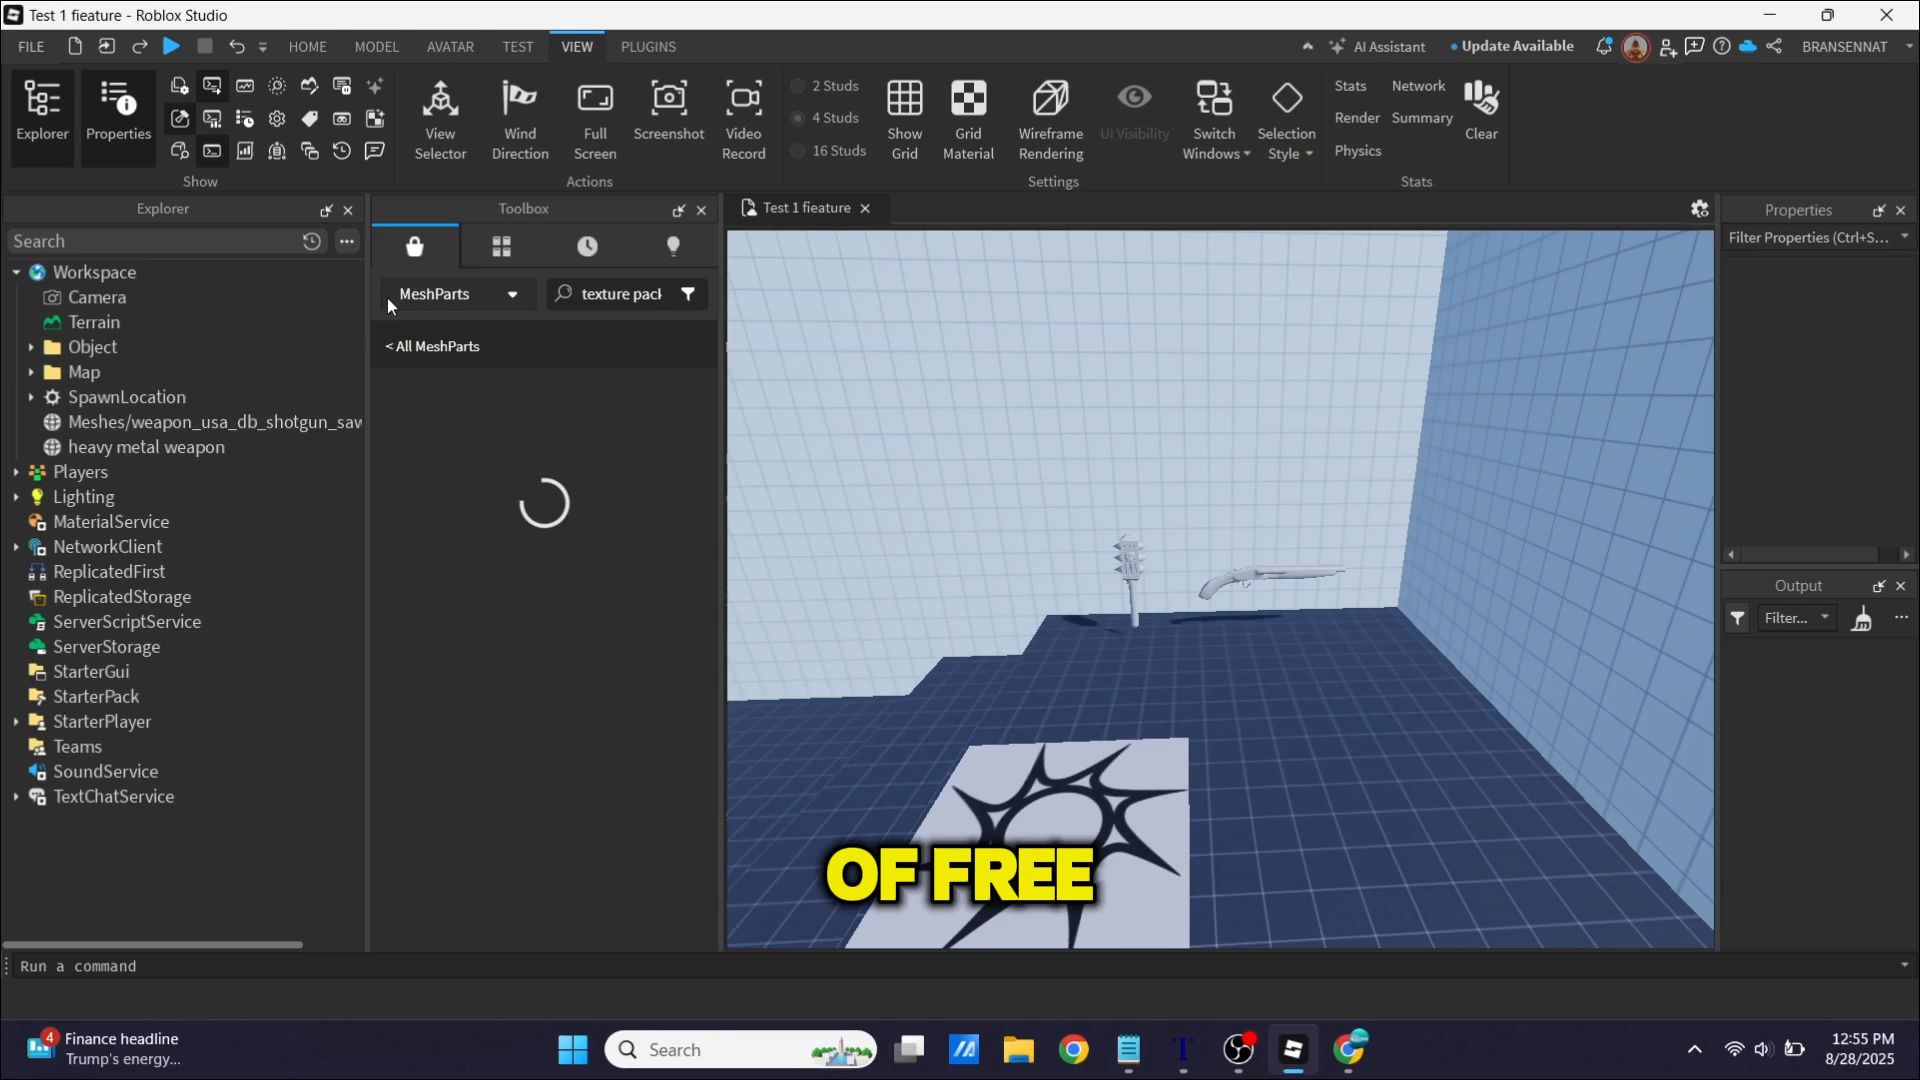 Test 1 fieature - Roblox Studio
FILE
HOME
MODEL
AVATAR
TEST
VIEW
PLUGINS
AI Assistant
Update Available
BRANSENNAT
Explorer
Properties
Show
View Selector
Wind Direction
Full Screen
Screenshot
Video Record
Actions
2 Studs
4 Studs
16 Studs
Show Grid
Grid Material
Wireframe Rendering
UI Visibility
Switch Windows
Selection Style
Settings
Stats
Network
Render
Summary
Physics
Clear
Stats
Explorer
Search
Workspace
Camera
Terrain
Object
Map
SpawnLocation
Meshes/weapon_usa_db_shotgun_saw
heavy metal weapon
Players
Lighting
MaterialService
NetworkClient
ReplicatedFirst
ReplicatedStorage
ServerScriptService
ServerStorage
StarterGui
StarterPack
StarterPlayer
Teams
SoundService
TextChatService
Toolbox
MeshParts
texture pack
< All MeshParts
Test 1 fieature
Properties
Filter Properties (Ctrl+S...
Output
Filter...
OF FREE
Run a command
4
Finance headline
Trump's energy...
Search
12:55 PM
8/28/2025